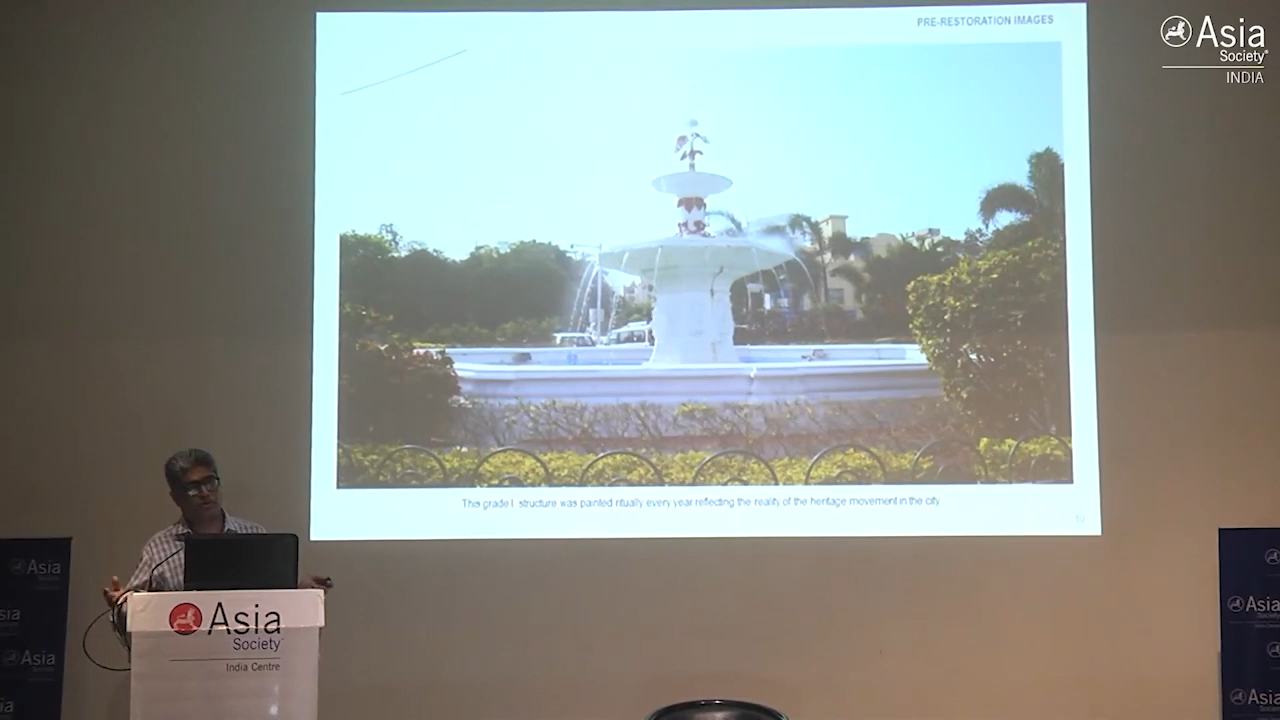 PRE-RESTORATION IMAGES
Asia
Society
INDIA
This grade I structure was painted ritually every year reflecting the reality of the heritage movement in the city.
Asia
Asia
Society
India Centre
Asia
sia
Asia
Asia